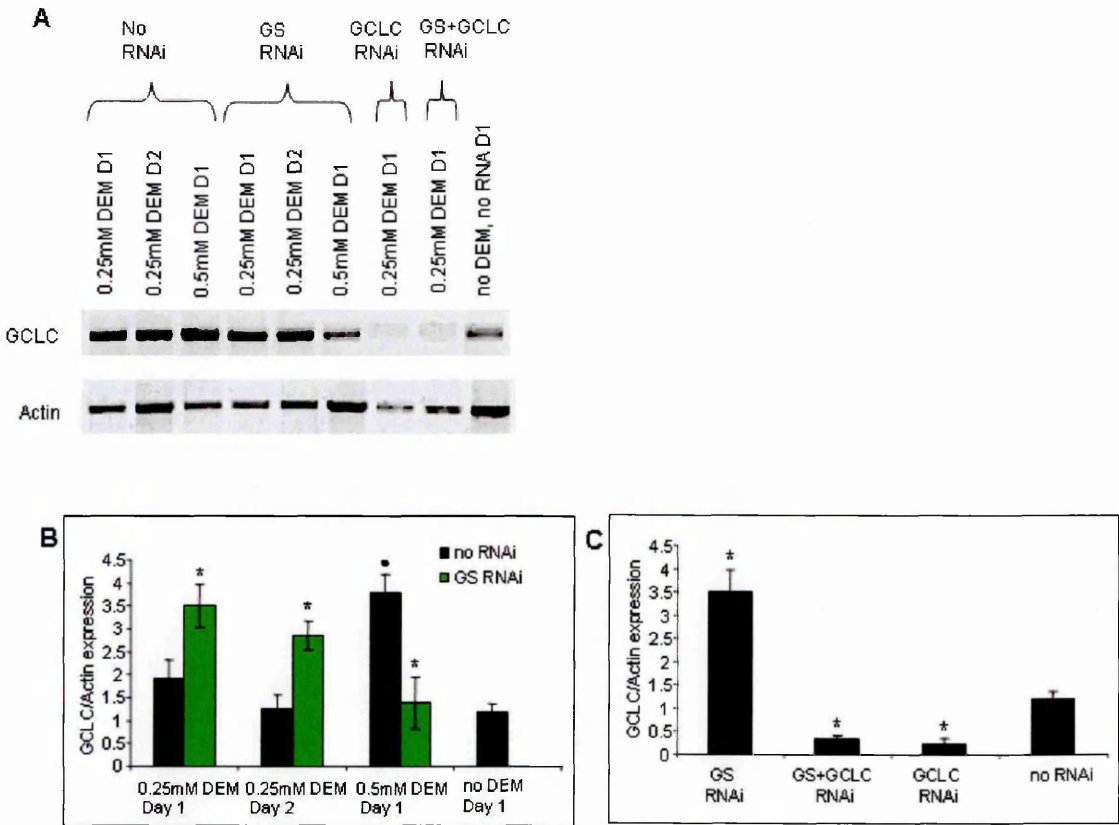 A
No RNAi
GS RNAi
GCLC RNAi
GS+GCLC RNAi
0.25mM DEM D1
0.25mM DEM D2
0.5mM DEM D1
0.25mM DEM D1
0.25mM DEM D2
0.5mM DEM D1
0.25mM DEM D1
0.25mM DEM D1
no DEM, no RNA D1
GCLC
Actin
B
GCLC/Actin expression
4.5
4
3.5
3
2.5
2
1.5
1
0.5
0
no RNAi
GS RNAi
*
*
*
0.25mM DEM Day 1
0.25mM DEM Day 2
0.5mM DEM Day 1
no DEM Day 1
C
GCLC/Actin expression
4.5
4
3.5
3
2.5
2
1.5
1
0.5
0
*
*
*
GS RNAi
GS+GCLC RNAi
GCLC RNAi
no RNAi